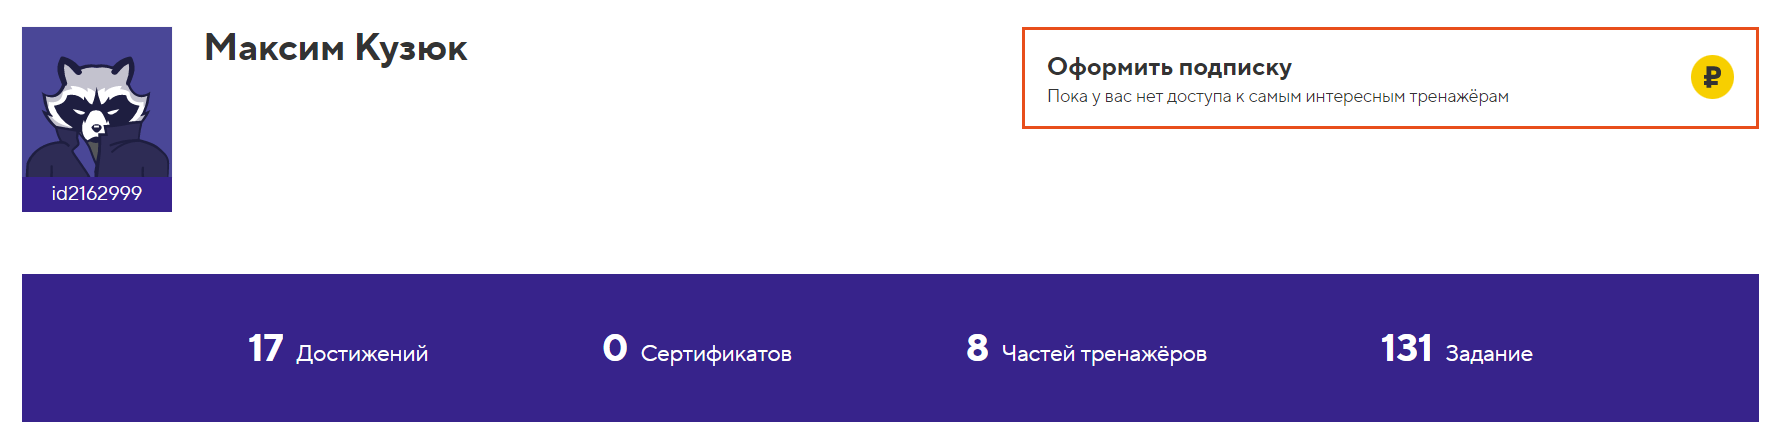 Максим Кузюк
id2162999
Оформить подписку
Пока у вас нет доступа к самым интересным тренажёрам
₽
17 Достижений
0 Сертификатов
8 Частей тренажёров
131 Задание